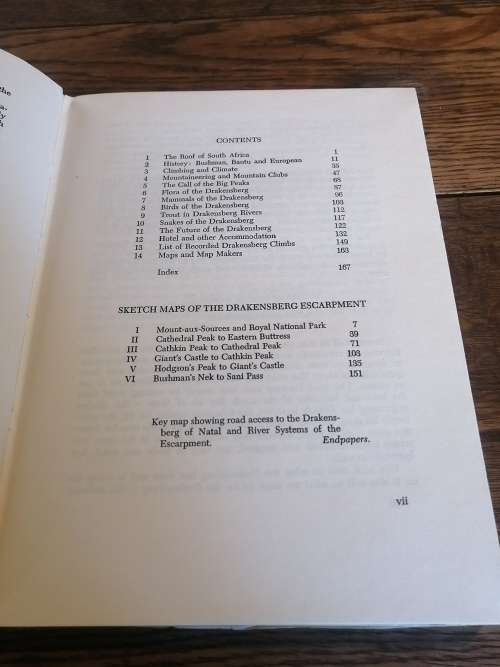 the
a-
ly
h
CONTENTS
1 The Roof of South Africa 1
2 History: Bushman, Bantu and European 11
3 Climbing and Climate 35
4 Mountaineering and Mountain Clubs 47
5 The Call of the Big Peaks 68
6 Flora of the Drakensberg 87
7 Mammals of the Drakensberg 96
8 Birds of the Drakensberg 105
9 Trout in Drakensberg Rivers 112
10 Snakes of the Drakensberg 117
11 The Future of the Drakensberg 122
12 Hotel and other Accommodation 132
13 List of Recorded Drakensberg Climbs 149
14 Maps and Map Makers 163
Index 167
SKETCH MAPS OF THE DRAKENSBERG ESCARPMENT
I Mount-aux-Sources and Royal National Park 7
II Cathedral Peak to Eastern Buttress 39
III Cathkin Peak to Cathedral Peak 71
IV Giant's Castle to Cathkin Peak 103
V Hodgson's Peak to Giant's Castle 135
VI Bushman's Nek to Sani Pass 151
Key map showing road access to the Drakens-
berg of Natal and River Systems of the
Escarpment. Endpapers.
vii